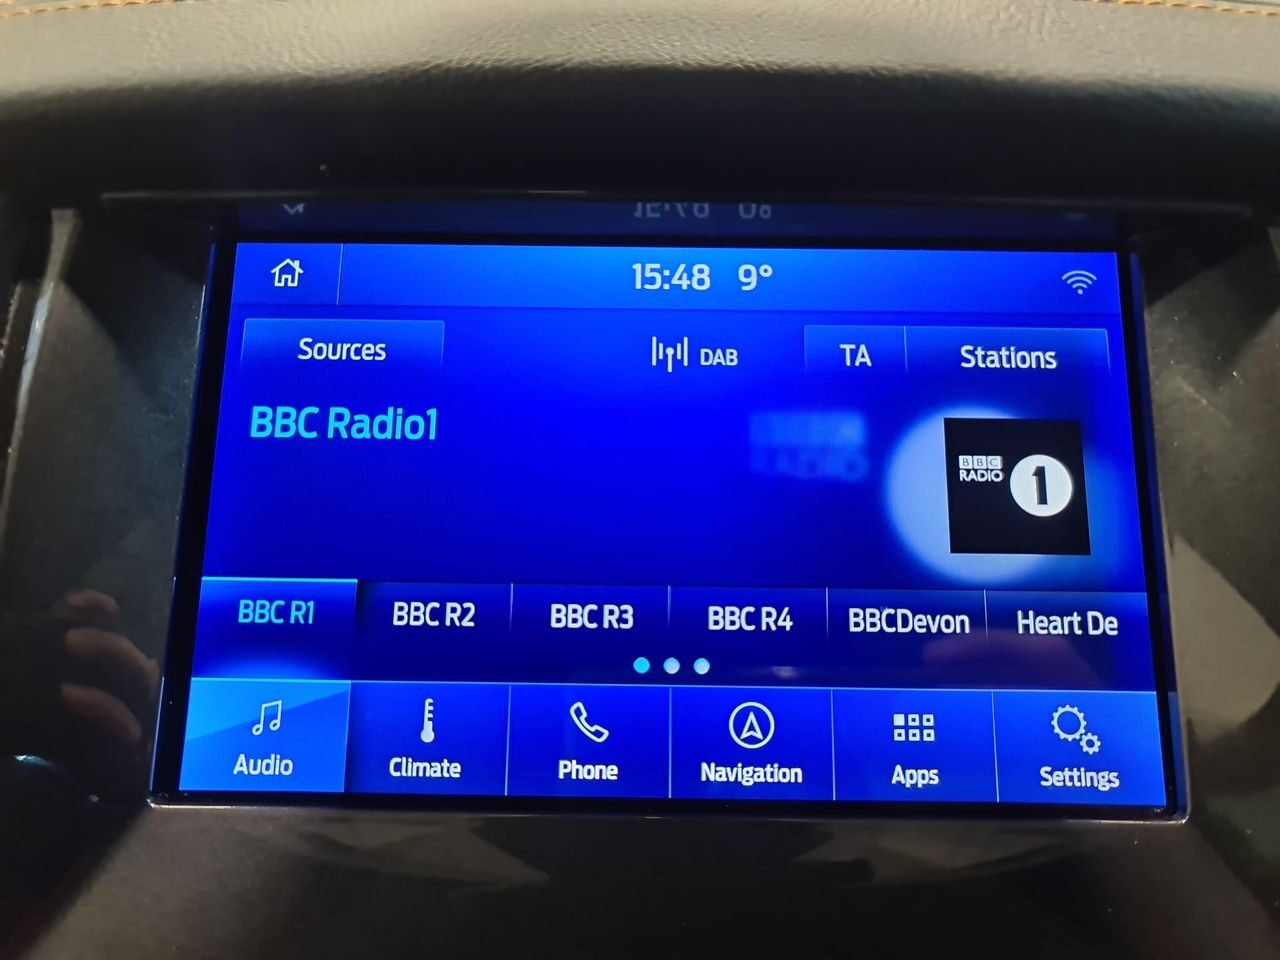 15:48 9°
Sources DAB TA Stations
BBC Radio1
BBC
RADIO 1
BBC R1 BBC R2 BBC R3 BBC R4 BBCDevon Heart De
Audio Climate Phone Navigation Apps Settings